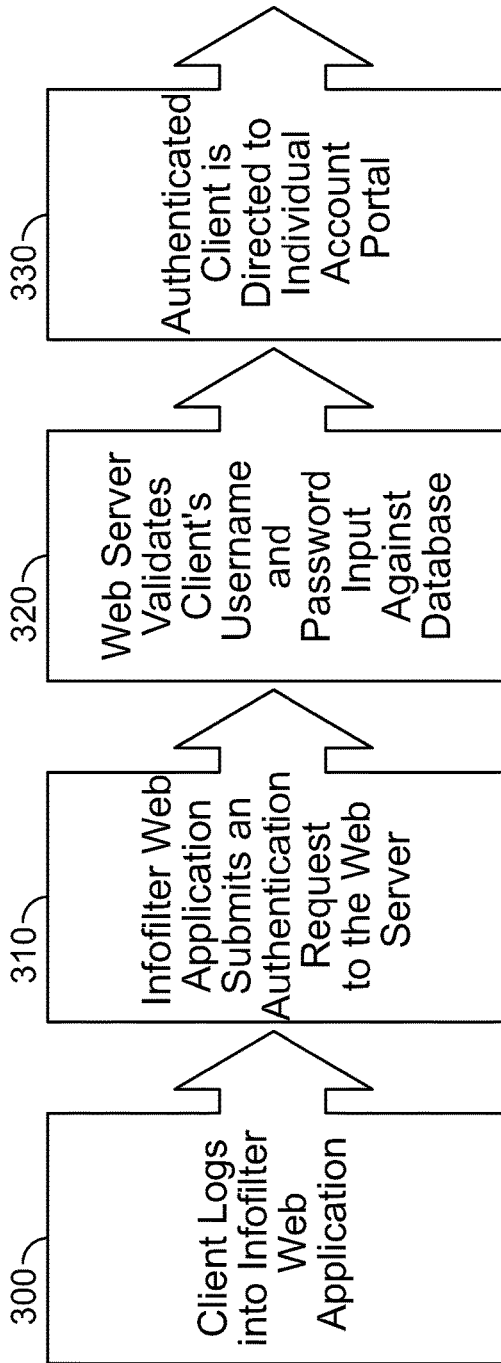 300
Client Logs
into Infofilter
Web
Application
310
Infofilter Web
Application
Submits an
Authentication
Request
to the Web
Server
320
Web Server
Validates
Client's
Username
and
Password
Input
Against
Database
330
Authenticated
Client is
Directed to
Individual
Account
Portal